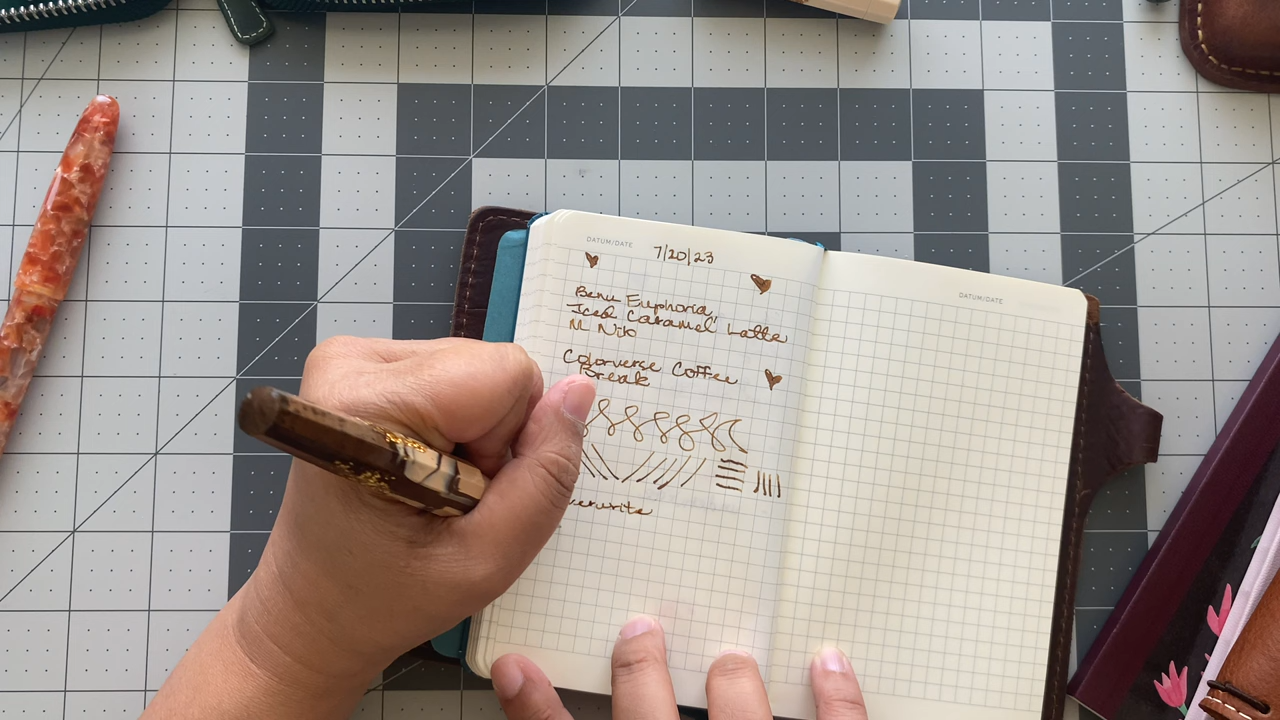 DATUM/DATE 7/20/23
Benu Euphoria,
Iced Caramel Latte
M Nib
Colorverse Coffee
Break
DATUM/DATE